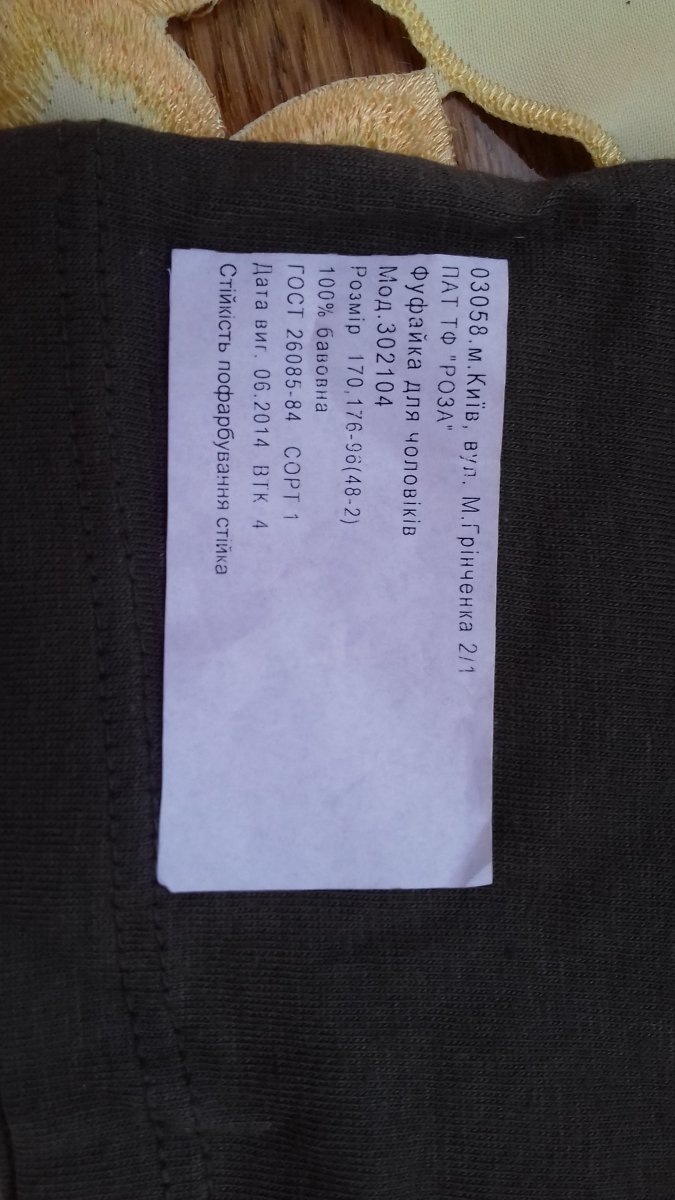 03058.м.Київ, вул. М.Грінченка 2/1
ПАТ ТФ "РОЗА"
Фуфайка для чоловіків
Мод.302104
Розмір 170,176-96(48-2)
100% бавовна
ГОСТ 26085-84 СОРТ 1
Дата виг. 06.2014 ВТК 4
Стійкість пофарбування стійка